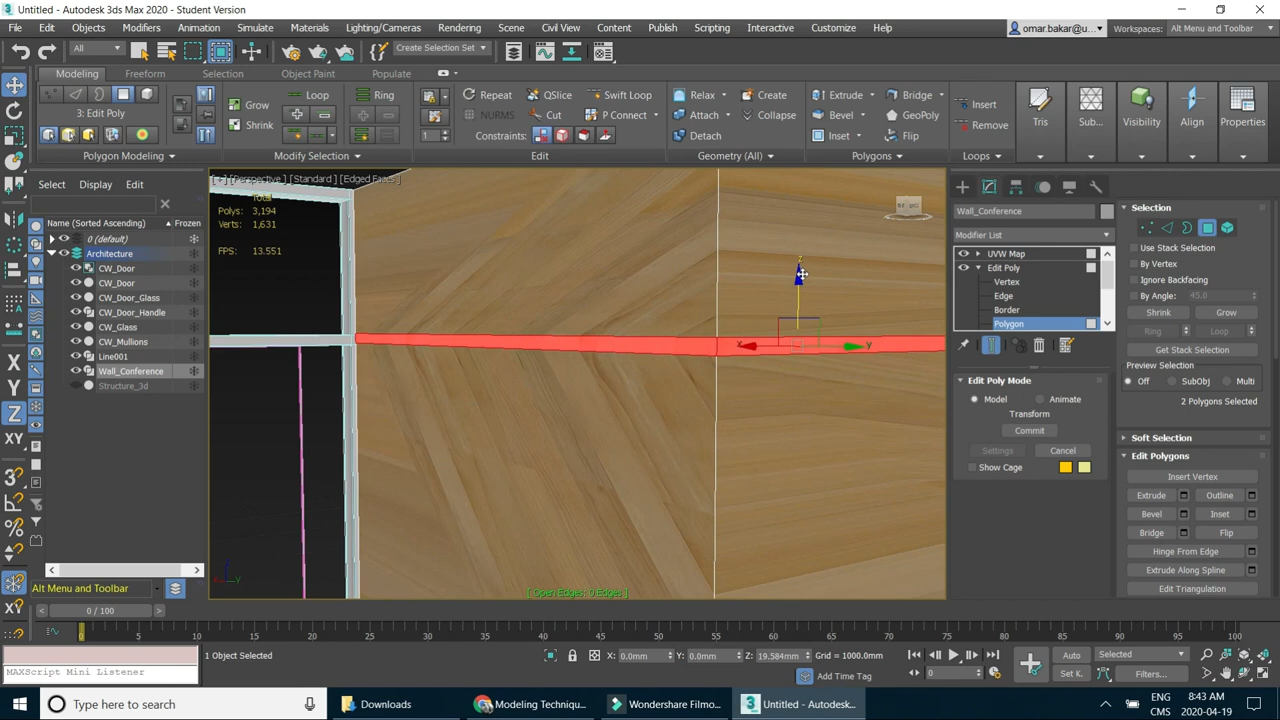 Untitled - Autodesk 3ds Max 2020 - Student Version
File Edit Objects Modifiers Animation Simulate Materials Lighting/Cameras Rendering Scene Civil View Content Publish Scripting Interactive Customize Help
omar.bakar@u... Workspaces: Alt Menu and Toolbar
All Create Selection Set
Modeling Freeform Selection Object Paint Populate
3: Edit Poly
Grow Loop Ring Repeat QSlice Swift Loop Relax Create Extrude Bridge Insert
Shrink NURMS Cut P Connect Attach Collapse Bevel GeoPoly Remove
Tris Sub... Visibility Align Properties
1 Constraints: Detach Inset Flip
Polygon Modeling Modify Selection Edit Geometry (All) Polygons Loops
Select Display Edit
Name (Sorted Ascending) Frozen
0 (default)
Architecture
CW_Door
CW_Door
CW_Door_Glass
CW_Door_Handle
CW_Glass
CW_Mullions
Line001
Wall_Conference
Structure_3d
X
Y
Z
XY
Alt Menu and Toolbar
[+] [Perspective] [Standard] [Edged Faces]
Total
Polys: 3,194
Verts: 1,631
FPS: 13.551
z
x y
[ Open Edges: 0 Edges]
Wall_Conference
Modifier List
UVW Map
Edit Poly
Vertex
Edge
Border
Polygon
Edit Poly Mode
Model Animate
Transform
Commit
Settings Cancel
Show Cage
Selection
Use Stack Selection
By Vertex
Ignore Backfacing
By Angle: 45.0
Shrink Grow
Ring Loop
Get Stack Selection
Preview Selection
Off SubObj Multi
2 Polygons Selected
Soft Selection
Edit Polygons
Insert Vertex
Extrude Outline
Bevel Inset
Bridge Flip
Hinge From Edge
Extrude Along Spline
Edit Triangulation
0 / 100
0 5 10 15 20 25 30 35 40 45 50 55 60 65 70 75 80 85 90 95 100
MAXScript Mini Listener
1 Object Selected
X: 0.0mm Y: 0.0mm Z: 19.584mm Grid = 1000.0mm
Add Time Tag
0
Auto Selected
Set K. Filters...
Type here to search
Downloads
Modeling Techniqu...
Wondershare Filmo...
Untitled - Autodesk...
ENG
CMS
8:43 AM
2020-04-19